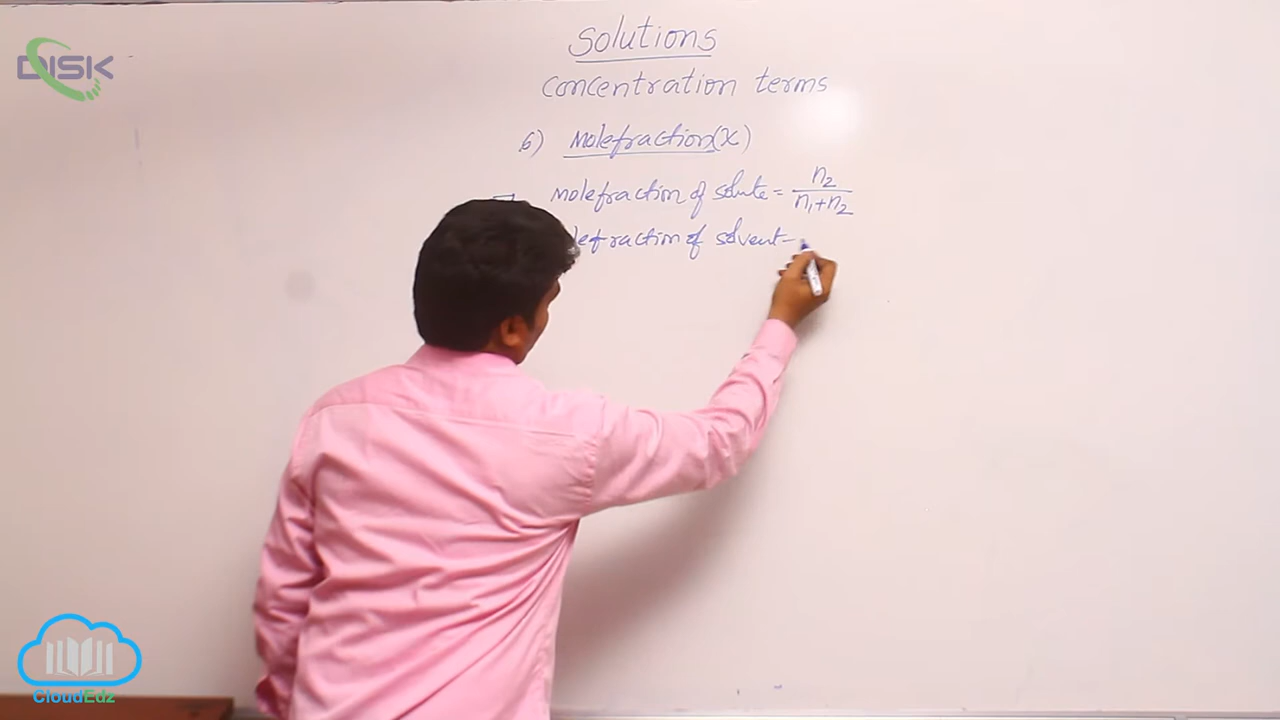 DISK
Solutions
Concentration terms
6) Molefraction(x)
molefraction of solute = n₂/(n₁+n₂)
lefraction of solvent =
CloudEdz